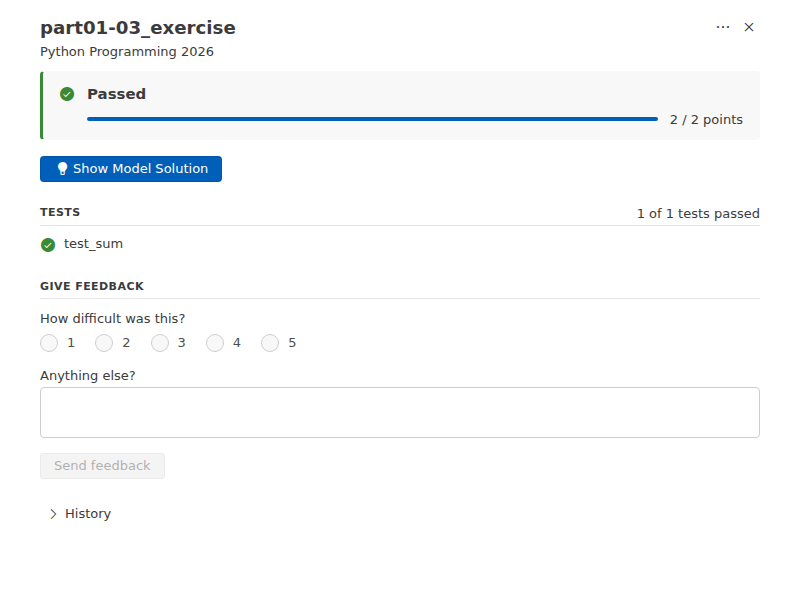 part01-03_exercise
Python Programming 2026
Passed
2 / 2 points
Show Model Solution
TESTS
1 of 1 tests passed
test_sum
GIVE FEEDBACK
How difficult was this?
1 2 3 4 5
Anything else?
Send feedback
History